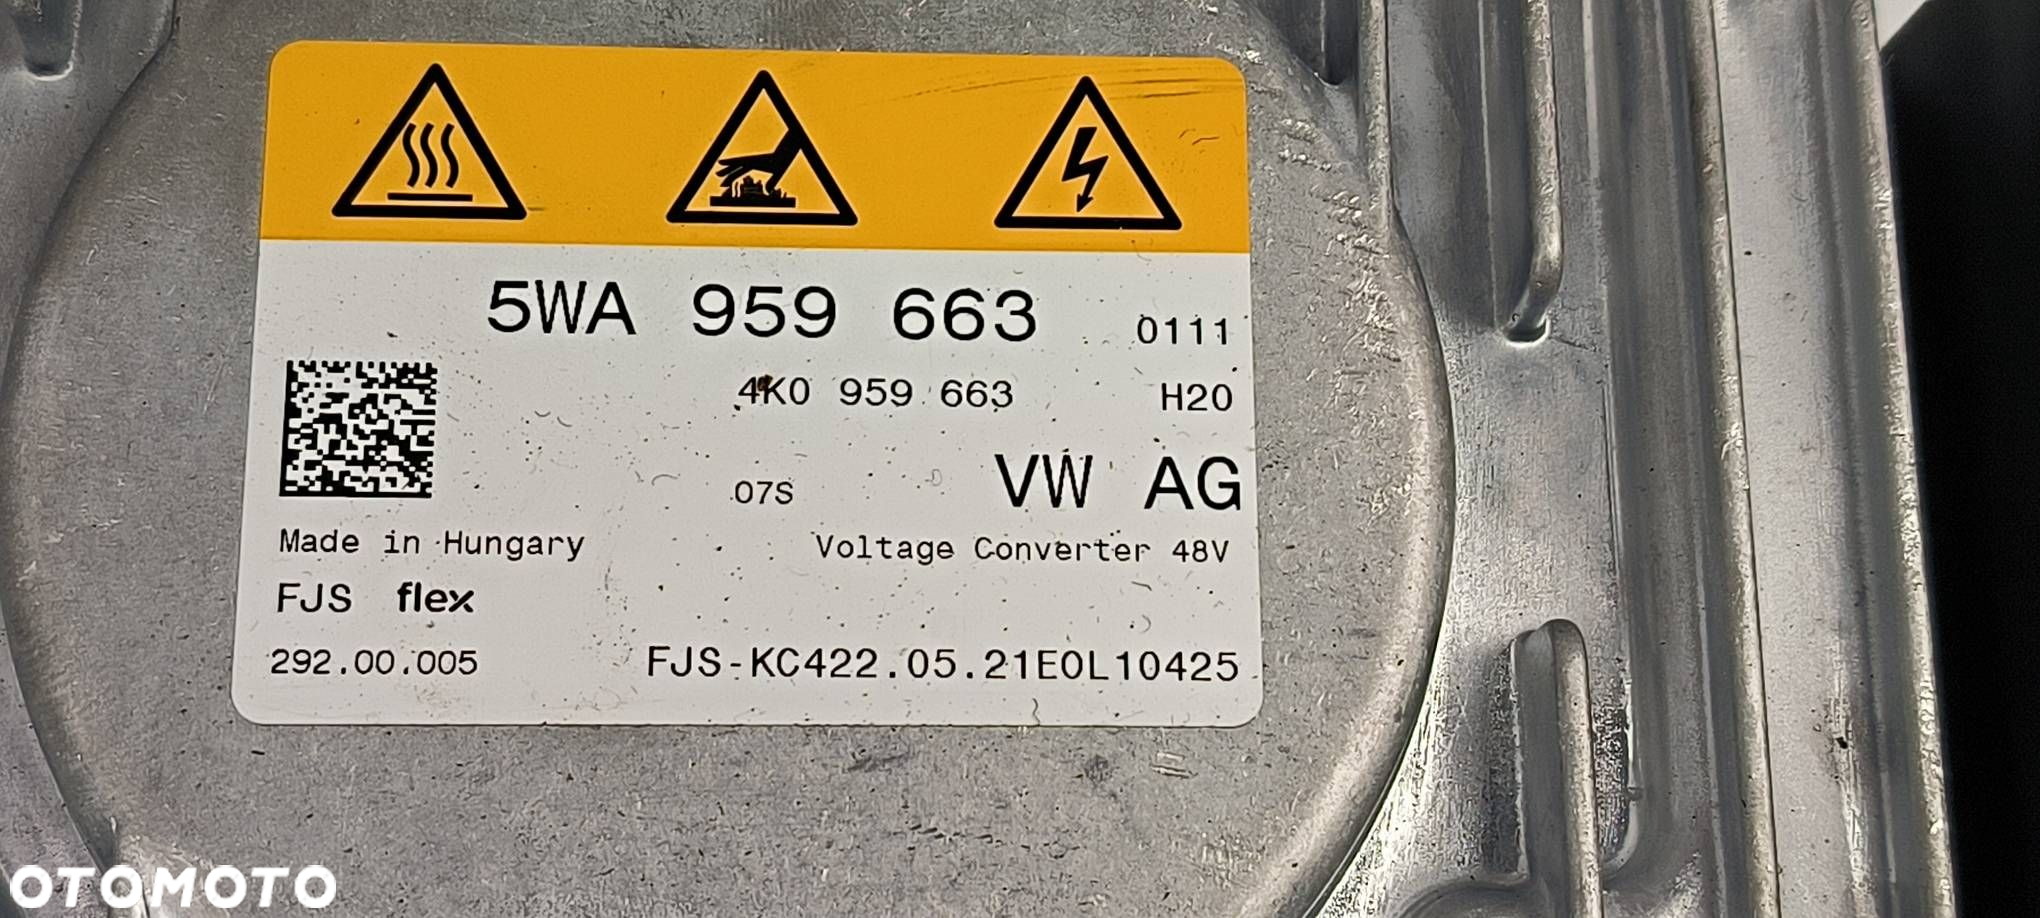 5WA 959 663 0111
4K0 959 663 H20
07S VW AG
Made in Hungary Voltage Converter 48V
FJS flex
292.00.005 FJS-KC422.05.21E0L10425
OTOMOTO